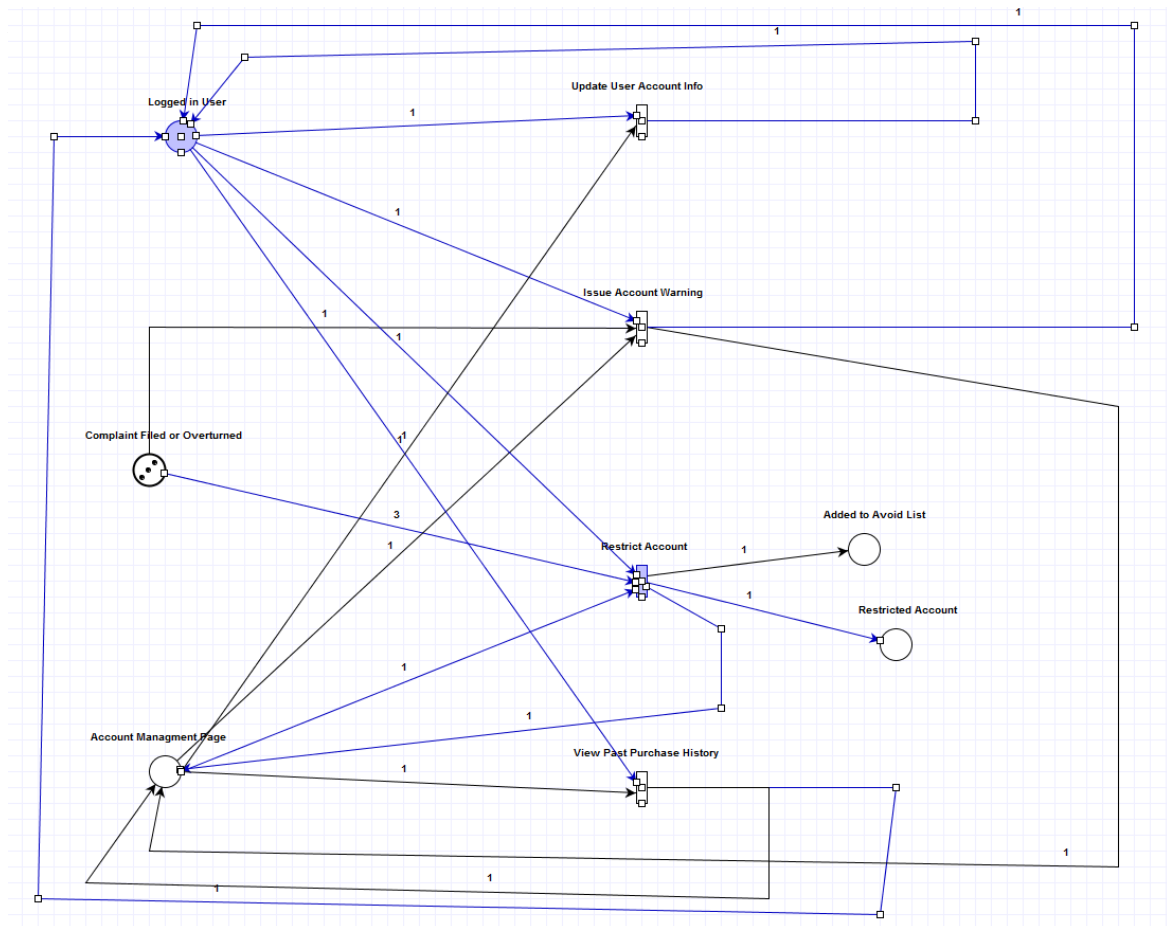 1
1
Update User Account Info
Logged in User
1
1
Issue Account Warning
1
1
Complaint Filed or Overturned
1
1
3
Added to Avoid List
1
Restrict Account
1
1
Restricted Account
1
1
Account Managment Page
View Past Purchase History
1
1
1
1